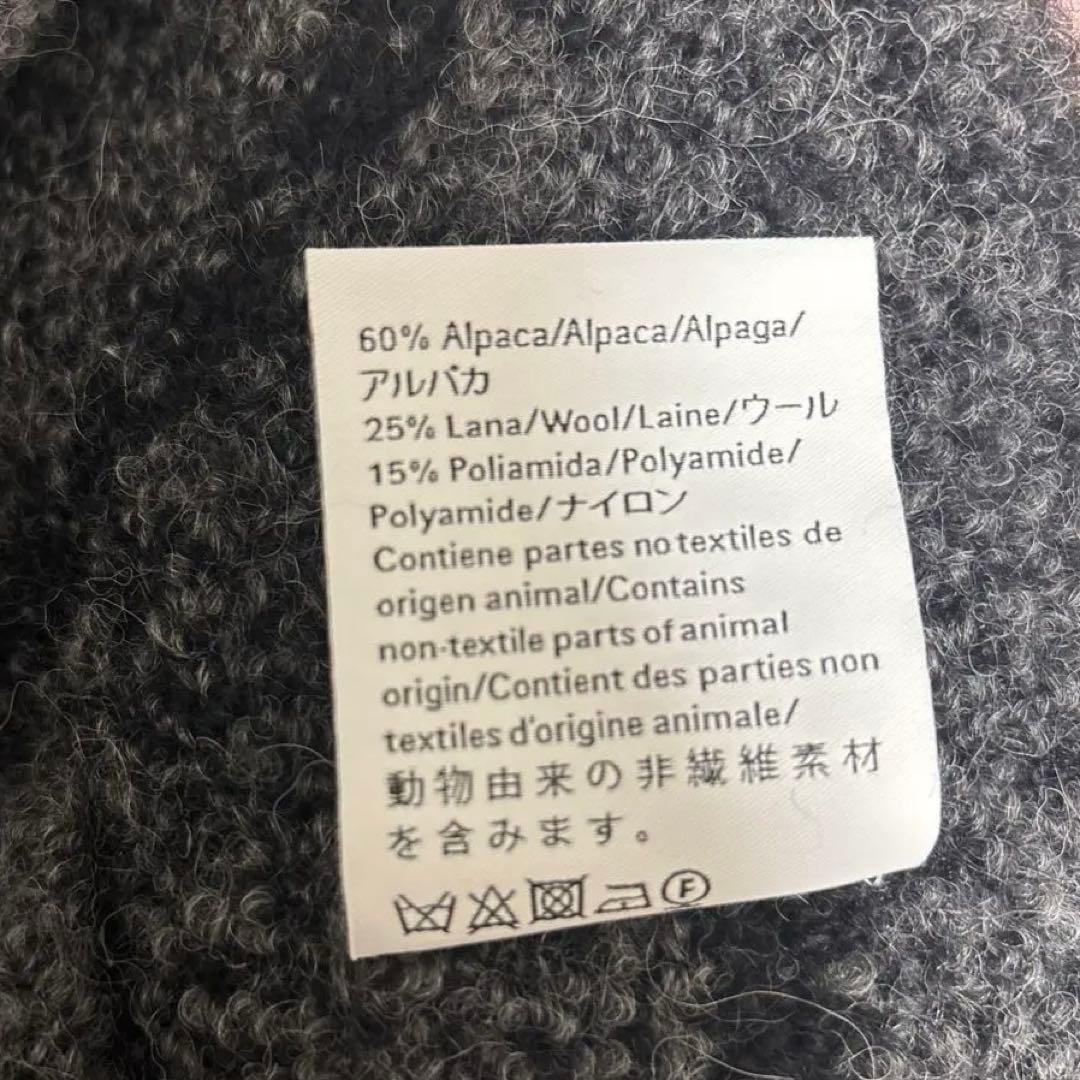 60% Alpaca/Alpaca/Alpaga/
アルパカ
25% Lana/Wool/Laine/ウール
15% Poliamida/Polyamide/
Polyamide/ナイロン
Contiene partes no textiles de
origen animal/Contains
non-textile parts of animal
origin/Contient des parties non
textiles d'origine animale/
動物由来の非繊維素材
を含みます。
F